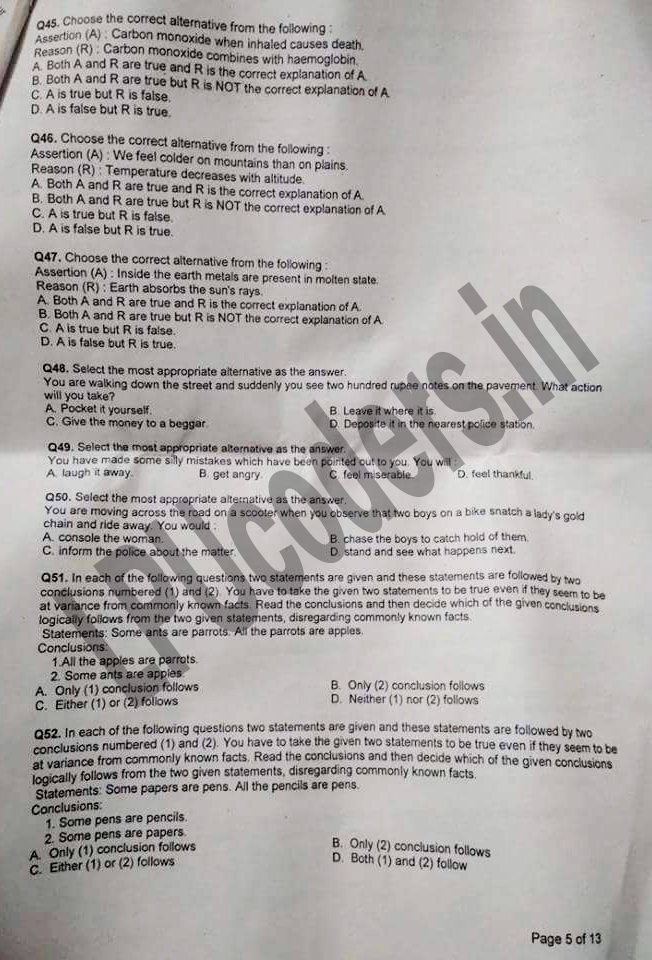 Q45. Choose the correct alternative from the following :
Assertion (A) : Carbon monoxide when inhaled causes death.
Reason (R) : Carbon monoxide combines with haemoglobin.
A. Both A and R are true and R is the correct explanation of A.
B. Both A and R are true but R is NOT the correct explanation of A.
C. A is true but R is false.
D. A is false but R is true.
Q46. Choose the correct alternative from the following :
Assertion (A) : We feel colder on mountains than on plains.
Reason (R) : Temperature decreases with altitude.
A. Both A and R are true and R is the correct explanation of A.
B. Both A and R are true but R is NOT the correct explanation of A.
C. A is true but R is false.
D. A is false but R is true.
Q47. Choose the correct alternative from the following :
Assertion (A) : Inside the earth metals are present in molten state.
Reason (R) : Earth absorbs the sun's rays.
A. Both A and R are true and R is the correct explanation of A.
B. Both A and R are true but R is NOT the correct explanation of A.
C. A is true but R is false.
D. A is false but R is true.
Q48. Select the most appropriate alternative as the answer.
You are walking down the street and suddenly you see two hundred rupee notes on the pavement. What action
will you take?
A. Pocket it yourself. B. Leave it where it is.
C. Give the money to a beggar. D. Deposite it in the nearest police station.
Q49. Select the most appropriate alternative as the answer.
You have made some silly mistakes which have been pointed out to you. You will :
A. laugh it away. B. get angry. C. feel miserable. D. feel thankful.
Q50. Select the most appropriate alternative as the answer.
You are moving across the road on a scooter when you observe that two boys on a bike snatch a lady's gold
chain and ride away. You would :
A. console the woman. B. chase the boys to catch hold of them.
C. inform the police about the matter. D. stand and see what happens next.
Q51. In each of the following questions two statements are given and these statements are followed by two
conclusions numbered (1) and (2). You have to take the given two statements to be true even if they seem to be
at variance from commonly known facts. Read the conclusions and then decide which of the given conclusions
logically follows from the two given statements, disregarding commonly known facts.
Statements: Some ants are parrots. All the parrots are apples.
Conclusions:
1.All the apples are parrots.
2. Some ants are apples.
A. Only (1) conclusion follows B. Only (2) conclusion follows
C. Either (1) or (2) follows D. Neither (1) nor (2) follows
Q52. In each of the following questions two statements are given and these statements are followed by two
conclusions numbered (1) and (2). You have to take the given two statements to be true even if they seem to be
at variance from commonly known facts. Read the conclusions and then decide which of the given conclusions
logically follows from the two given statements, disregarding commonly known facts.
Statements: Some papers are pens. All the pencils are pens.
Conclusions:
1. Some pens are pencils.
2. Some pens are papers.
A. Only (1) conclusion follows B. Only (2) conclusion follows
C. Either (1) or (2) follows D. Both (1) and (2) follow
Page 5 of 13